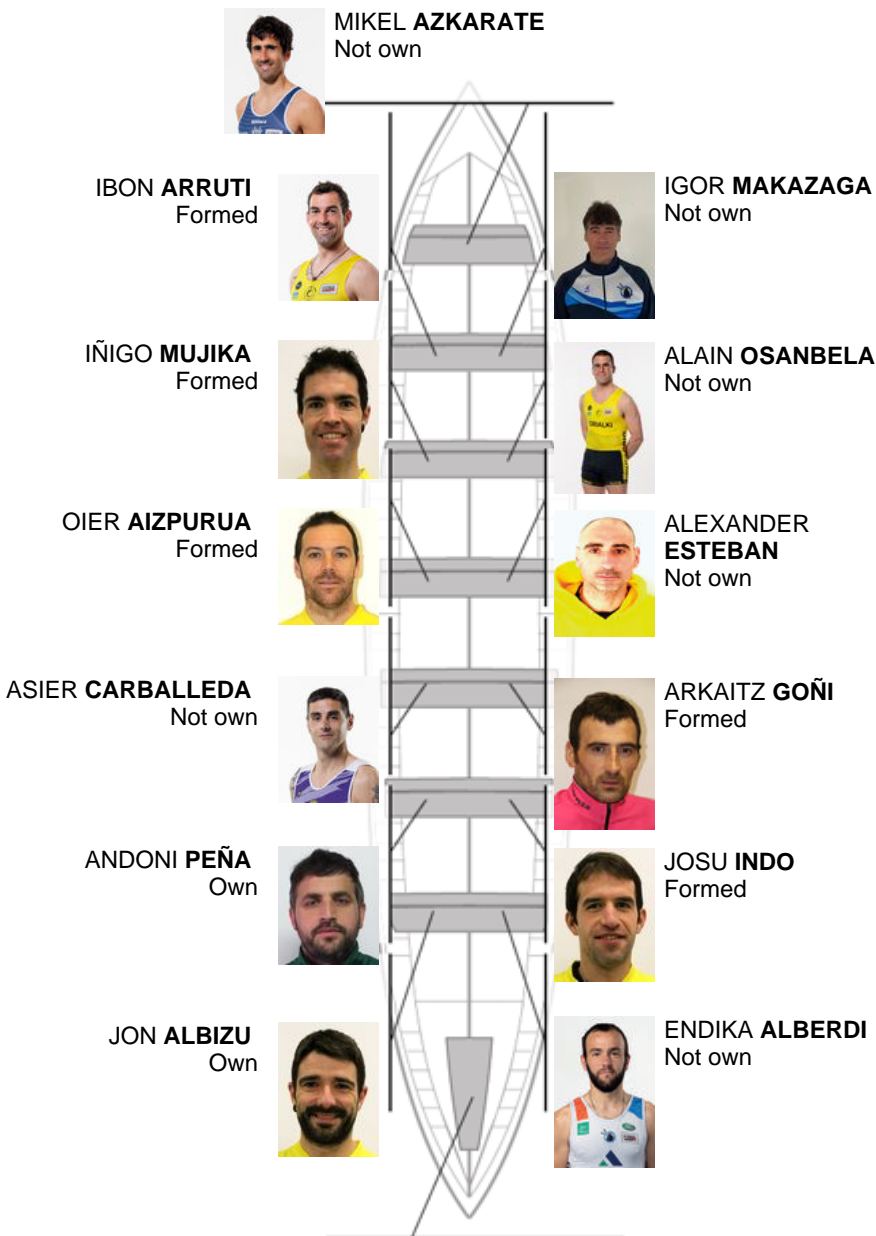 MIKEL AZKARATE
Not own
IBON ARRUTI
Formed
IGOR MAKAZAGA
Not own
IÑIGO MUJIKA
Formed
ALAIN OSANBELA
Not own
OIER AIZPURUA
Formed
ALEXANDER
ESTEBAN
Not own
ASIER CARBALLEDA
Not own
ARKAITZ GOÑI
Formed
ANDONI PEÑA
Own
JOSU INDO
Formed
JON ALBIZU
Own
ENDIKA ALBERDI
Not own